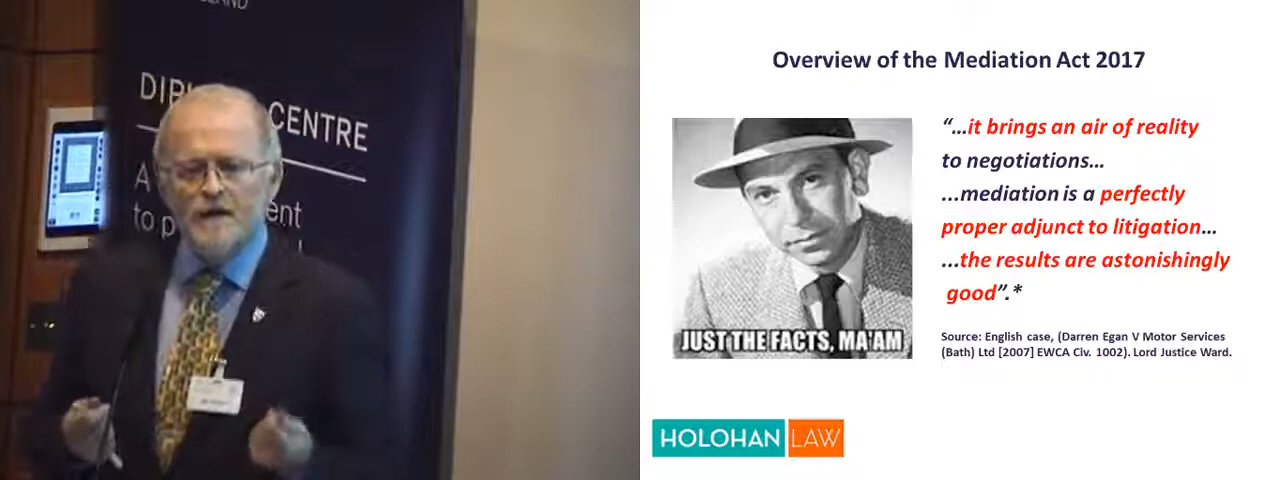 CENTRE
to p
Overview of the Mediation Act 2017
“…it brings an air of reality
to negotiations…
...mediation is a perfectly
proper adjunct to litigation…
...the results are astonishingly
good”.*
JUST THE FACTS, MA'AM
Source: English case, (Darren Egan V Motor Services
(Bath) Ltd [2007] EWCA Civ. 1002). Lord Justice Ward.
HOLOHAN LAW